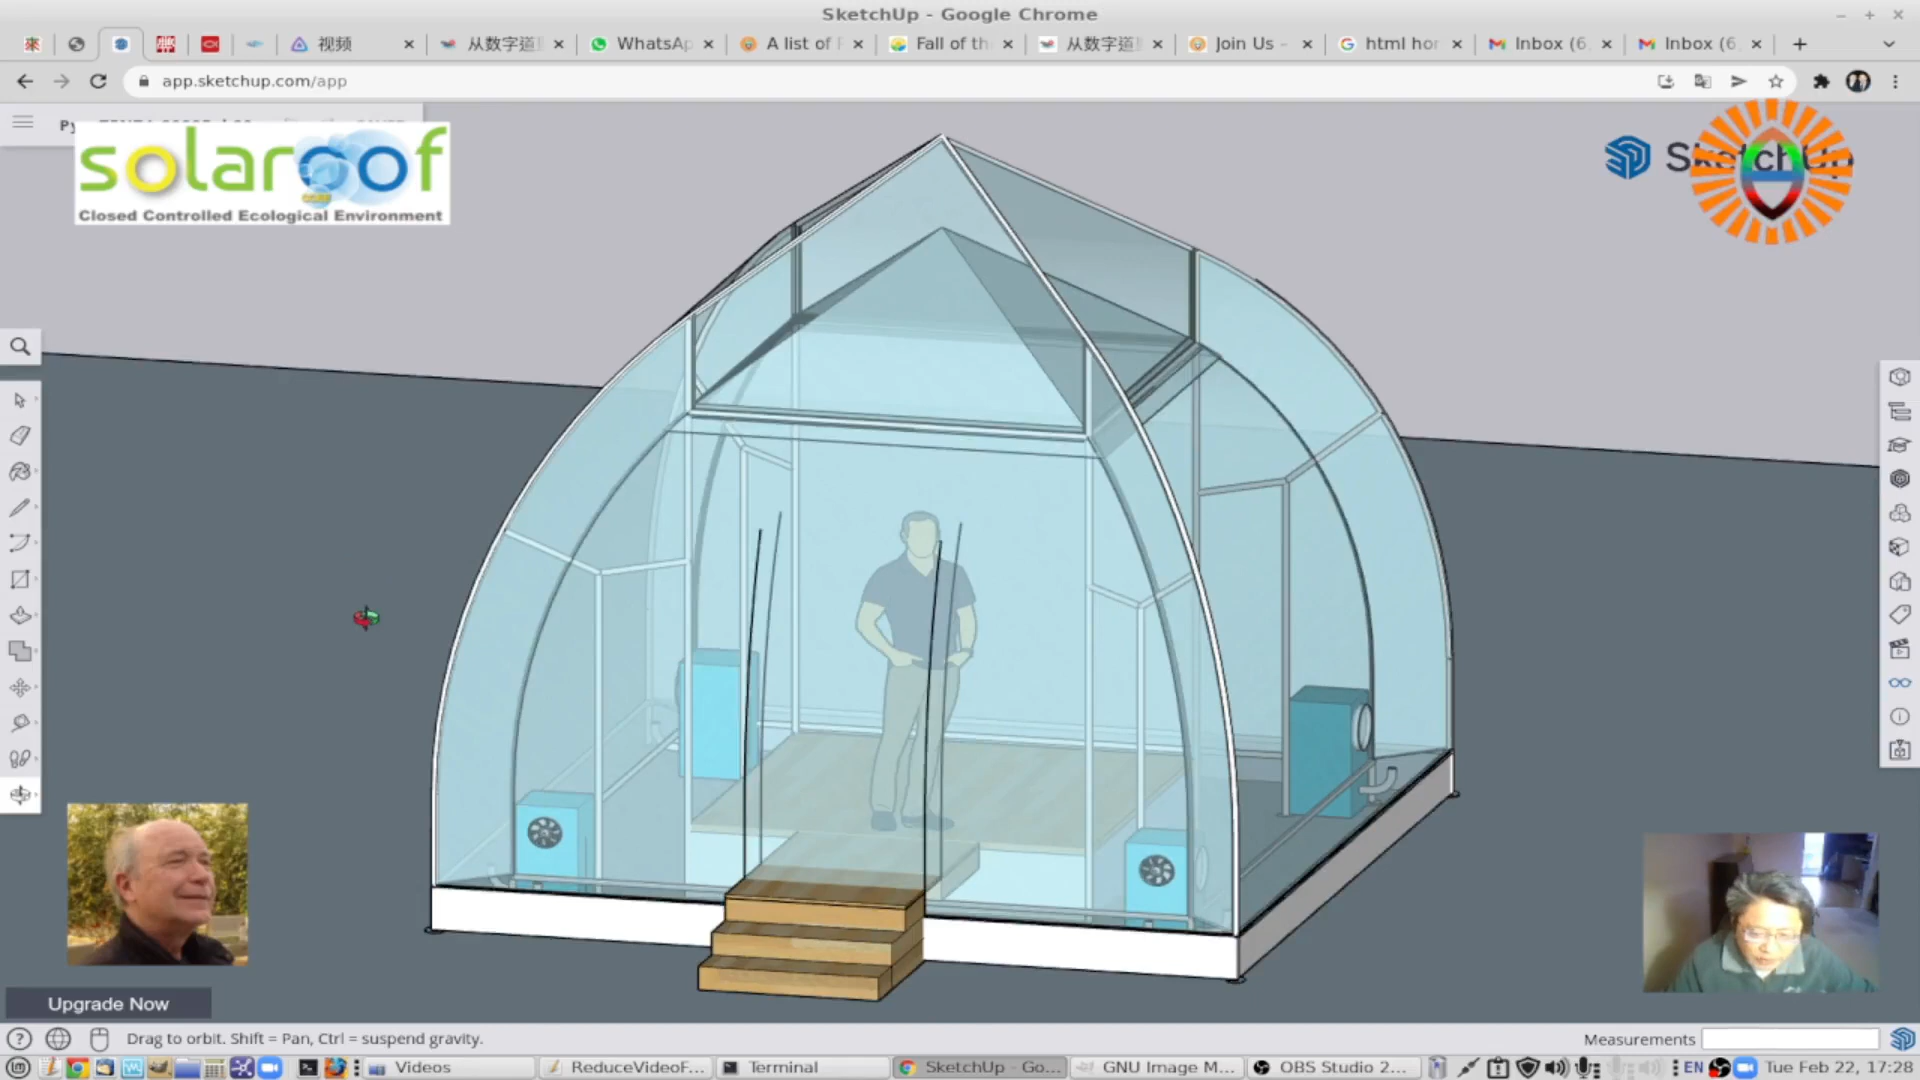 SketchUp - Google Chrome
视频
从数字道
WhatsAp
A list of F
Fall of th
从数字道
Join Us -
html hor
Inbox (6
Inbox (6
app.sketchup.com/app
solaroof
Closed Controlled Ecological Environment
SketchUp
Upgrade Now
Drag to orbit. Shift = Pan, Ctrl = suspend gravity.
Measurements
Videos
ReduceVideoF...
Terminal
SketchUp - Go...
GNU Image M...
OBS Studio 2...
EN
Tue Feb 22, 17:28